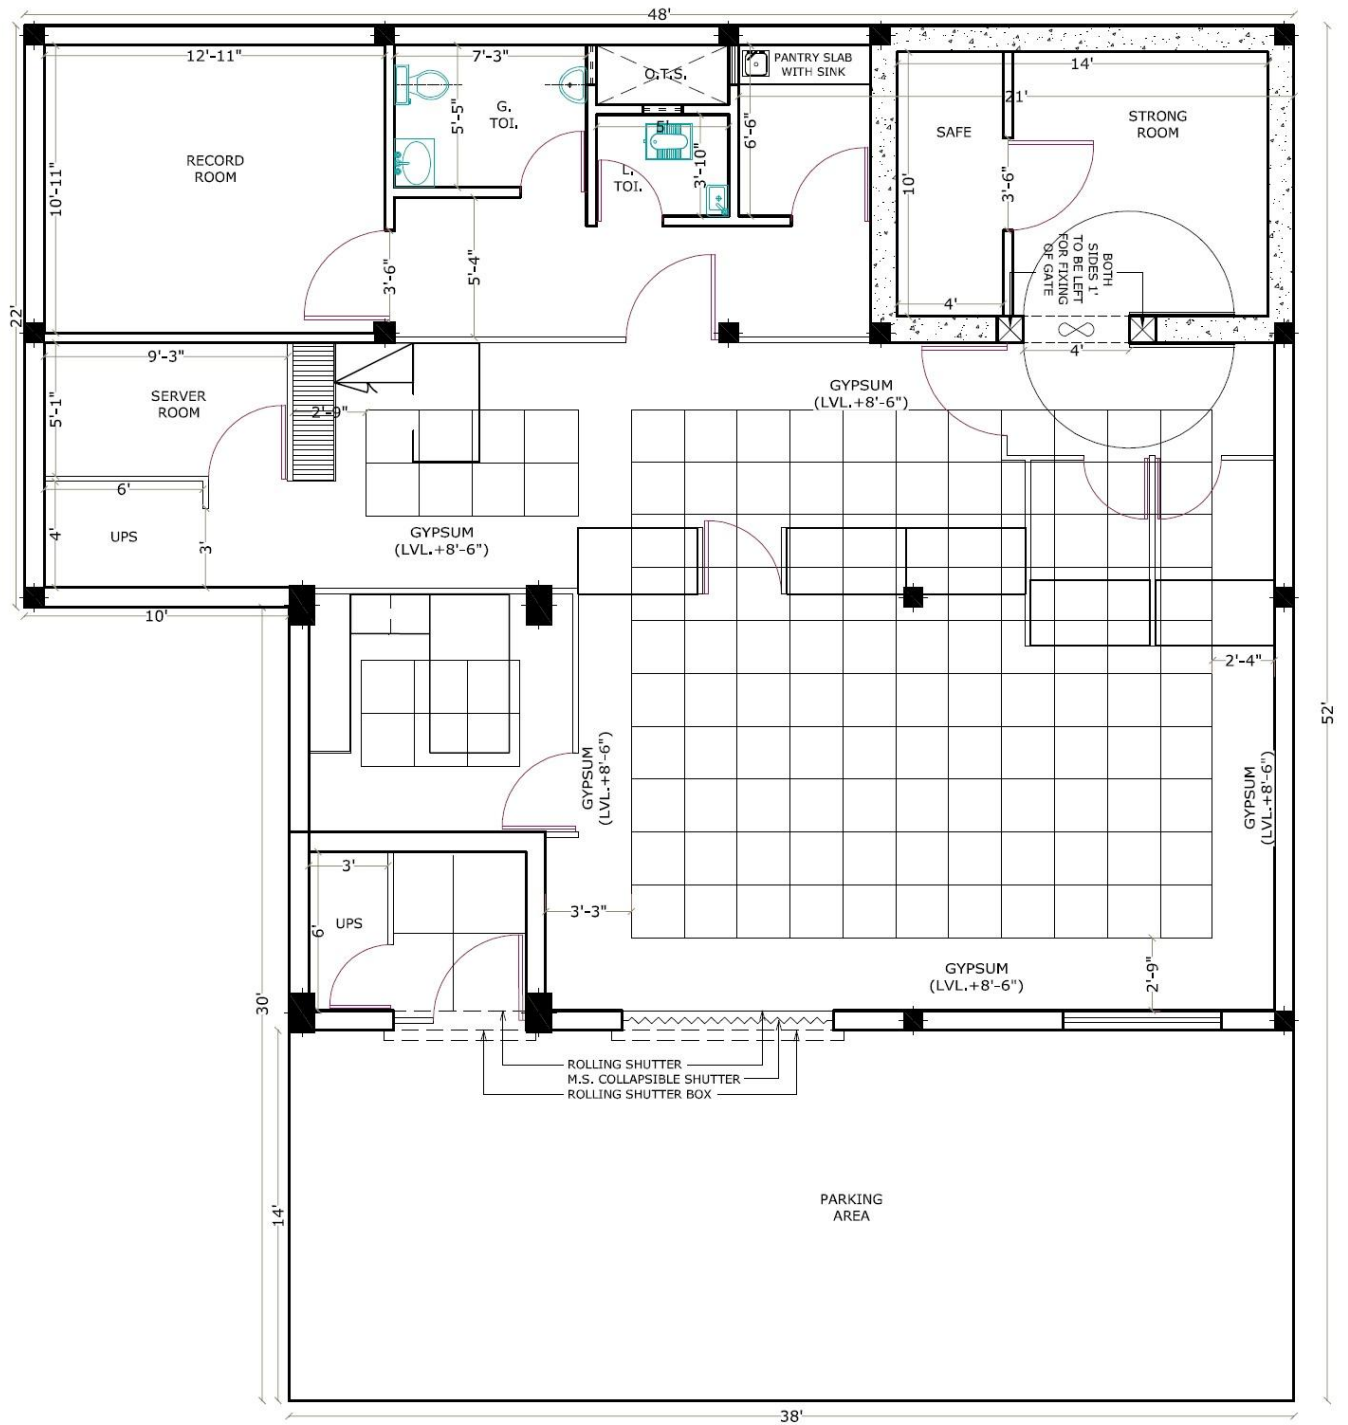 48'
12'-11"
7'-3"
O.T.S.
PANTRY SLAB
WITH SINK
14'
21'
5'-5"
G.
TOI.
5'
6'-6"
3'-10"
L.
TOI.
SAFE
STRONG
ROOM
RECORD
ROOM
10'-11"
10'
3'-6"
3'-6"
5'-4"
BOTH
SIDES 1'
TO BE LEFT
FOR FIXING
OF GATE
4'
4'
22'
9'-3"
SERVER
ROOM
5'-1"
2'-9"
GYPSUM
(LVL.+8'-6")
6'
UPS
4'
3'
GYPSUM
(LVL.+8'-6")
10'
2'-4"
52'
GYPSUM
(LVL.+8'-6")
GYPSUM
(LVL.+8'-6")
3'
UPS
6'
3'-3"
GYPSUM
(LVL.+8'-6")
2'-9"
30'
ROLLING SHUTTER
M.S. COLLAPSIBLE SHUTTER
ROLLING SHUTTER BOX
14'
PARKING
AREA
38'